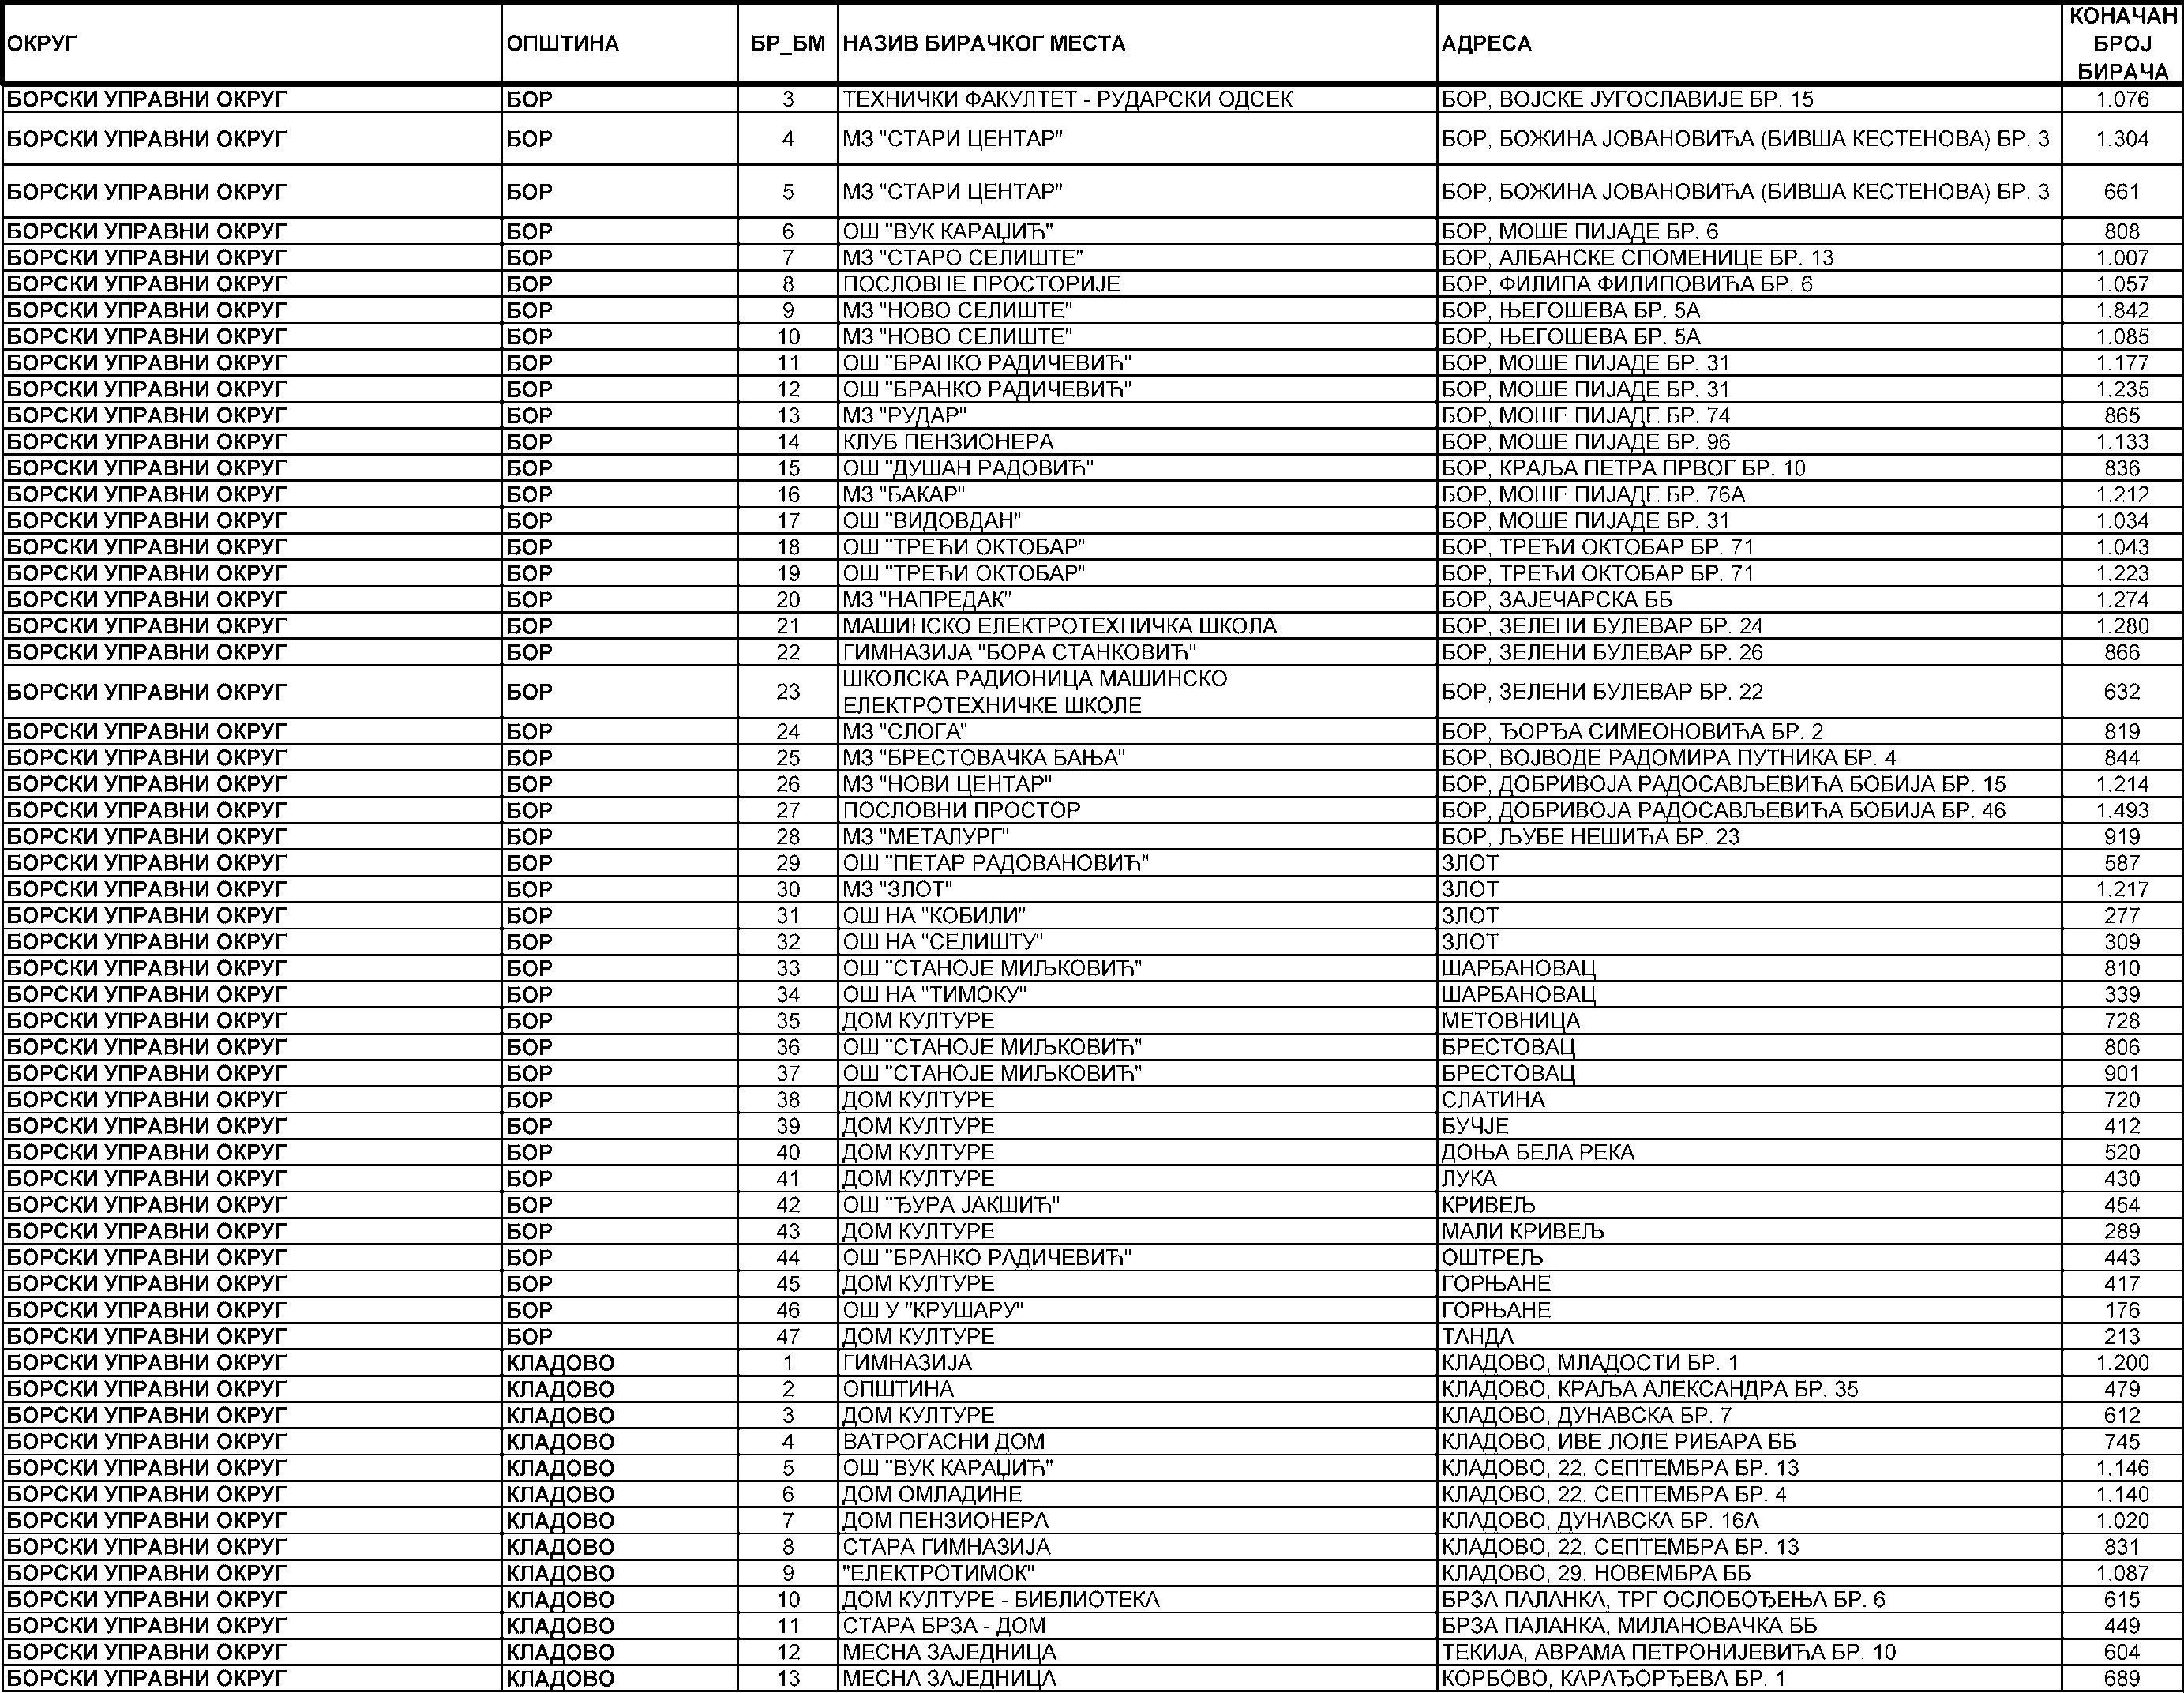 ОКРУГ ОПШТИНА БР_БМ НАЗИВ БИРАЧКОГ МЕСТА АДРЕСА КОНАЧАН БРОЈ БИРАЧА
БОРСКИ УПРАВНИ ОКРУГ БОР 3 ТЕХНИЧКИ ФАКУЛТЕТ - РУДАРСКИ ОДСЕК БОР, ВОЈСКЕ ЈУГОСЛАВИЈЕ БР. 15 1.076
БОРСКИ УПРАВНИ ОКРУГ БОР 4 МЗ "СТАРИ ЦЕНТАР" БОР, БОЖИНА ЈОВАНОВИЋА (БИВША КЕСТЕНОВА) БР. 3 1.304
БОРСКИ УПРАВНИ ОКРУГ БОР 5 МЗ "СТАРИ ЦЕНТАР" БОР, БОЖИНА ЈОВАНОВИЋА (БИВША КЕСТЕНОВА) БР. 3 661
БОРСКИ УПРАВНИ ОКРУГ БОР 6 ОШ "ВУК КАРАЏИЋ" БОР, МОШЕ ПИЈАДЕ БР. 6 808
БОРСКИ УПРАВНИ ОКРУГ БОР 7 МЗ "СТАРО СЕЛИШТЕ" БОР, АЛБАНСКЕ СПОМЕНИЦЕ БР. 13 1.007
БОРСКИ УПРАВНИ ОКРУГ БОР 8 ПОСЛОВНЕ ПРОСТОРИЈЕ БОР, ФИЛИПА ФИЛИПОВИЋА БР. 6 1.057
БОРСКИ УПРАВНИ ОКРУГ БОР 9 МЗ "НОВО СЕЛИШТЕ" БОР, ЊЕГОШЕВА БР. 5А 1.842
БОРСКИ УПРАВНИ ОКРУГ БОР 10 МЗ "НОВО СЕЛИШТЕ" БОР, ЊЕГОШЕВА БР. 5А 1.085
БОРСКИ УПРАВНИ ОКРУГ БОР 11 ОШ "БРАНКО РАДИЧЕВИЋ" БОР, МОШЕ ПИЈАДЕ БР. 31 1.177
БОРСКИ УПРАВНИ ОКРУГ БОР 12 ОШ "БРАНКО РАДИЧЕВИЋ" БОР, МОШЕ ПИЈАДЕ БР. 31 1.235
БОРСКИ УПРАВНИ ОКРУГ БОР 13 МЗ "РУДАР" БОР, МОШЕ ПИЈАДЕ БР. 74 865
БОРСКИ УПРАВНИ ОКРУГ БОР 14 КЛУБ ПЕНЗИОНЕРА БОР, МОШЕ ПИЈАДЕ БР. 96 1.133
БОРСКИ УПРАВНИ ОКРУГ БОР 15 ОШ "ДУШАН РАДОВИЋ" БОР, КРАЉА ПЕТРА ПРВОГ БР. 10 836
БОРСКИ УПРАВНИ ОКРУГ БОР 16 МЗ "БАКАР" БОР, МОШЕ ПИЈАДЕ БР. 76А 1.212
БОРСКИ УПРАВНИ ОКРУГ БОР 17 ОШ "ВИДОВДАН" БОР, МОШЕ ПИЈАДЕ БР. 31 1.034
БОРСКИ УПРАВНИ ОКРУГ БОР 18 ОШ "ТРЕЋИ ОКТОБАР" БОР, ТРЕЋИ ОКТОБАР БР. 71 1.043
БОРСКИ УПРАВНИ ОКРУГ БОР 19 ОШ "ТРЕЋИ ОКТОБАР" БОР, ТРЕЋИ ОКТОБАР БР. 71 1.223
БОРСКИ УПРАВНИ ОКРУГ БОР 20 МЗ "НАПРЕДАК" БОР, ЗАЈЕЧАРСКА ББ 1.274
БОРСКИ УПРАВНИ ОКРУГ БОР 21 МАШИНСКО ЕЛЕКТРОТЕХНИЧКА ШКОЛА БОР, ЗЕЛЕНИ БУЛЕВАР БР. 24 1.280
БОРСКИ УПРАВНИ ОКРУГ БОР 22 ГИМНАЗИЈА "БОРА СТАНКОВИЋ" БОР, ЗЕЛЕНИ БУЛЕВАР БР. 26 866
БОРСКИ УПРАВНИ ОКРУГ БОР 23 ШКОЛСКА РАДИОНИЦА МАШИНСКО ЕЛЕКТРОТЕХНИЧКЕ ШКОЛЕ БОР, ЗЕЛЕНИ БУЛЕВАР БР. 22 632
БОРСКИ УПРАВНИ ОКРУГ БОР 24 МЗ "СЛОГА" БОР, ЂОРЂА СИМЕОНОВИЋА БР. 2 819
БОРСКИ УПРАВНИ ОКРУГ БОР 25 МЗ "БРЕСТОВАЧКА БАЊА" БОР, ВОЈВОДЕ РАДОМИРА ПУТНИКА БР. 4 844
БОРСКИ УПРАВНИ ОКРУГ БОР 26 МЗ "НОВИ ЦЕНТАР" БОР, ДОБРИВОЈА РАДОСАВЉЕВИЋА БОБИЈА БР. 15 1.214
БОРСКИ УПРАВНИ ОКРУГ БОР 27 ПОСЛОВНИ ПРОСТОР БОР, ДОБРИВОЈА РАДОСАВЉЕВИЋА БОБИЈА БР. 46 1.493
БОРСКИ УПРАВНИ ОКРУГ БОР 28 МЗ "МЕТАЛУРГ" БОР, ЉУБЕ НЕШИЋА БР. 23 919
БОРСКИ УПРАВНИ ОКРУГ БОР 29 ОШ "ПЕТАР РАДОВАНОВИЋ" ЗЛОТ 587
БОРСКИ УПРАВНИ ОКРУГ БОР 30 МЗ "ЗЛОТ" ЗЛОТ 1.217
БОРСКИ УПРАВНИ ОКРУГ БОР 31 ОШ НА "КОБИЛИ" ЗЛОТ 277
БОРСКИ УПРАВНИ ОКРУГ БОР 32 ОШ НА "СЕЛИШТУ" ЗЛОТ 309
БОРСКИ УПРАВНИ ОКРУГ БОР 33 ОШ "СТАНОЈЕ МИЉКОВИЋ" ШАРБАНОВАЦ 810
БОРСКИ УПРАВНИ ОКРУГ БОР 34 ОШ НА "ТИМОКУ" ШАРБАНОВАЦ 339
БОРСКИ УПРАВНИ ОКРУГ БОР 35 ДОМ КУЛТУРЕ МЕТОВНИЦА 728
БОРСКИ УПРАВНИ ОКРУГ БОР 36 ОШ "СТАНОЈЕ МИЉКОВИЋ" БРЕСТОВАЦ 806
БОРСКИ УПРАВНИ ОКРУГ БОР 37 ОШ "СТАНОЈЕ МИЉКОВИЋ" БРЕСТОВАЦ 901
БОРСКИ УПРАВНИ ОКРУГ БОР 38 ДОМ КУЛТУРЕ СЛАТИНА 720
БОРСКИ УПРАВНИ ОКРУГ БОР 39 ДОМ КУЛТУРЕ БУЧЈЕ 412
БОРСКИ УПРАВНИ ОКРУГ БОР 40 ДОМ КУЛТУРЕ ДОЊА БЕЛА РЕКА 520
БОРСКИ УПРАВНИ ОКРУГ БОР 41 ДОМ КУЛТУРЕ ЛУКА 430
БОРСКИ УПРАВНИ ОКРУГ БОР 42 ОШ "ЂУРА ЈАКШИЋ" КРИВЕЉ 454
БОРСКИ УПРАВНИ ОКРУГ БОР 43 ДОМ КУЛТУРЕ МАЛИ КРИВЕЉ 289
БОРСКИ УПРАВНИ ОКРУГ БОР 44 ОШ "БРАНКО РАДИЧЕВИЋ" ОШТРЕЉ 443
БОРСКИ УПРАВНИ ОКРУГ БОР 45 ДОМ КУЛТУРЕ ГОРЊАНЕ 417
БОРСКИ УПРАВНИ ОКРУГ БОР 46 ОШ У "КРУШАРУ" ГОРЊАНЕ 176
БОРСКИ УПРАВНИ ОКРУГ БОР 47 ДОМ КУЛТУРЕ ТАНДА 213
БОРСКИ УПРАВНИ ОКРУГ КЛАДОВО 1 ГИМНАЗИЈА КЛАДОВО, МЛАДОСТИ БР. 1 1.200
БОРСКИ УПРАВНИ ОКРУГ КЛАДОВО 2 ОПШТИНА КЛАДОВО, КРАЉА АЛЕКСАНДРА БР. 35 479
БОРСКИ УПРАВНИ ОКРУГ КЛАДОВО 3 ДОМ КУЛТУРЕ КЛАДОВО, ДУНАВСКА БР. 7 612
БОРСКИ УПРАВНИ ОКРУГ КЛАДОВО 4 ВАТРОГАСНИ ДОМ КЛАДОВО, ИВЕ ЛОЛЕ РИБАРА ББ 745
БОРСКИ УПРАВНИ ОКРУГ КЛАДОВО 5 ОШ "ВУК КАРАЏИЋ" КЛАДОВО, 22. СЕПТЕМБРА БР. 13 1.146
БОРСКИ УПРАВНИ ОКРУГ КЛАДОВО 6 ДОМ ОМЛАДИНЕ КЛАДОВО, 22. СЕПТЕМБРА БР. 4 1.140
БОРСКИ УПРАВНИ ОКРУГ КЛАДОВО 7 ДОМ ПЕНЗИОНЕРА КЛАДОВО, ДУНАВСКА БР. 16А 1.020
БОРСКИ УПРАВНИ ОКРУГ КЛАДОВО 8 СТАРА ГИМНАЗИЈА КЛАДОВО, 22. СЕПТЕМБРА БР. 13 831
БОРСКИ УПРАВНИ ОКРУГ КЛАДОВО 9 "ЕЛЕКТРОТИМОК" КЛАДОВО, 29. НОВЕМБРА ББ 1.087
БОРСКИ УПРАВНИ ОКРУГ КЛАДОВО 10 ДОМ КУЛТУРЕ - БИБЛИОТЕКА БРЗА ПАЛАНКА, ТРГ ОСЛОБОЂЕЊА БР. 6 615
БОРСКИ УПРАВНИ ОКРУГ КЛАДОВО 11 СТАРА БРЗА - ДОМ БРЗА ПАЛАНКА, МИЛАНОВАЧКА ББ 449
БОРСКИ УПРАВНИ ОКРУГ КЛАДОВО 12 МЕСНА ЗАЈЕДНИЦА ТЕКИЈА, АВРАМА ПЕТРОНИЈЕВИЋА БР. 10 604
БОРСКИ УПРАВНИ ОКРУГ КЛАДОВО 13 МЕСНА ЗАЈЕДНИЦА КОРБОВО, КАРАЂОРЂЕВА БР. 1 689